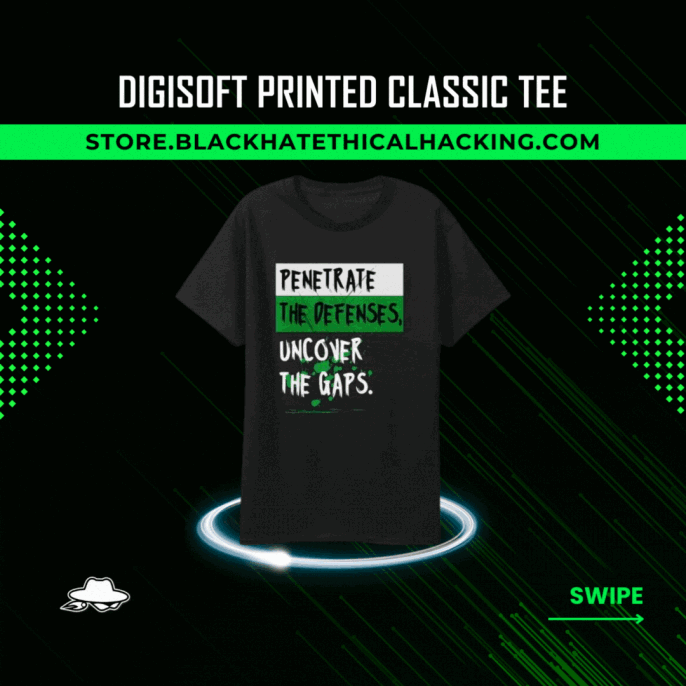 DIGISOFT PRINTED CLASSIC TEE
STORE.BLACKHATETHICALHACKING.COM
PENETRATE
THE DEFENSES,
UNCOVER
THE GAPS.
SWIPE